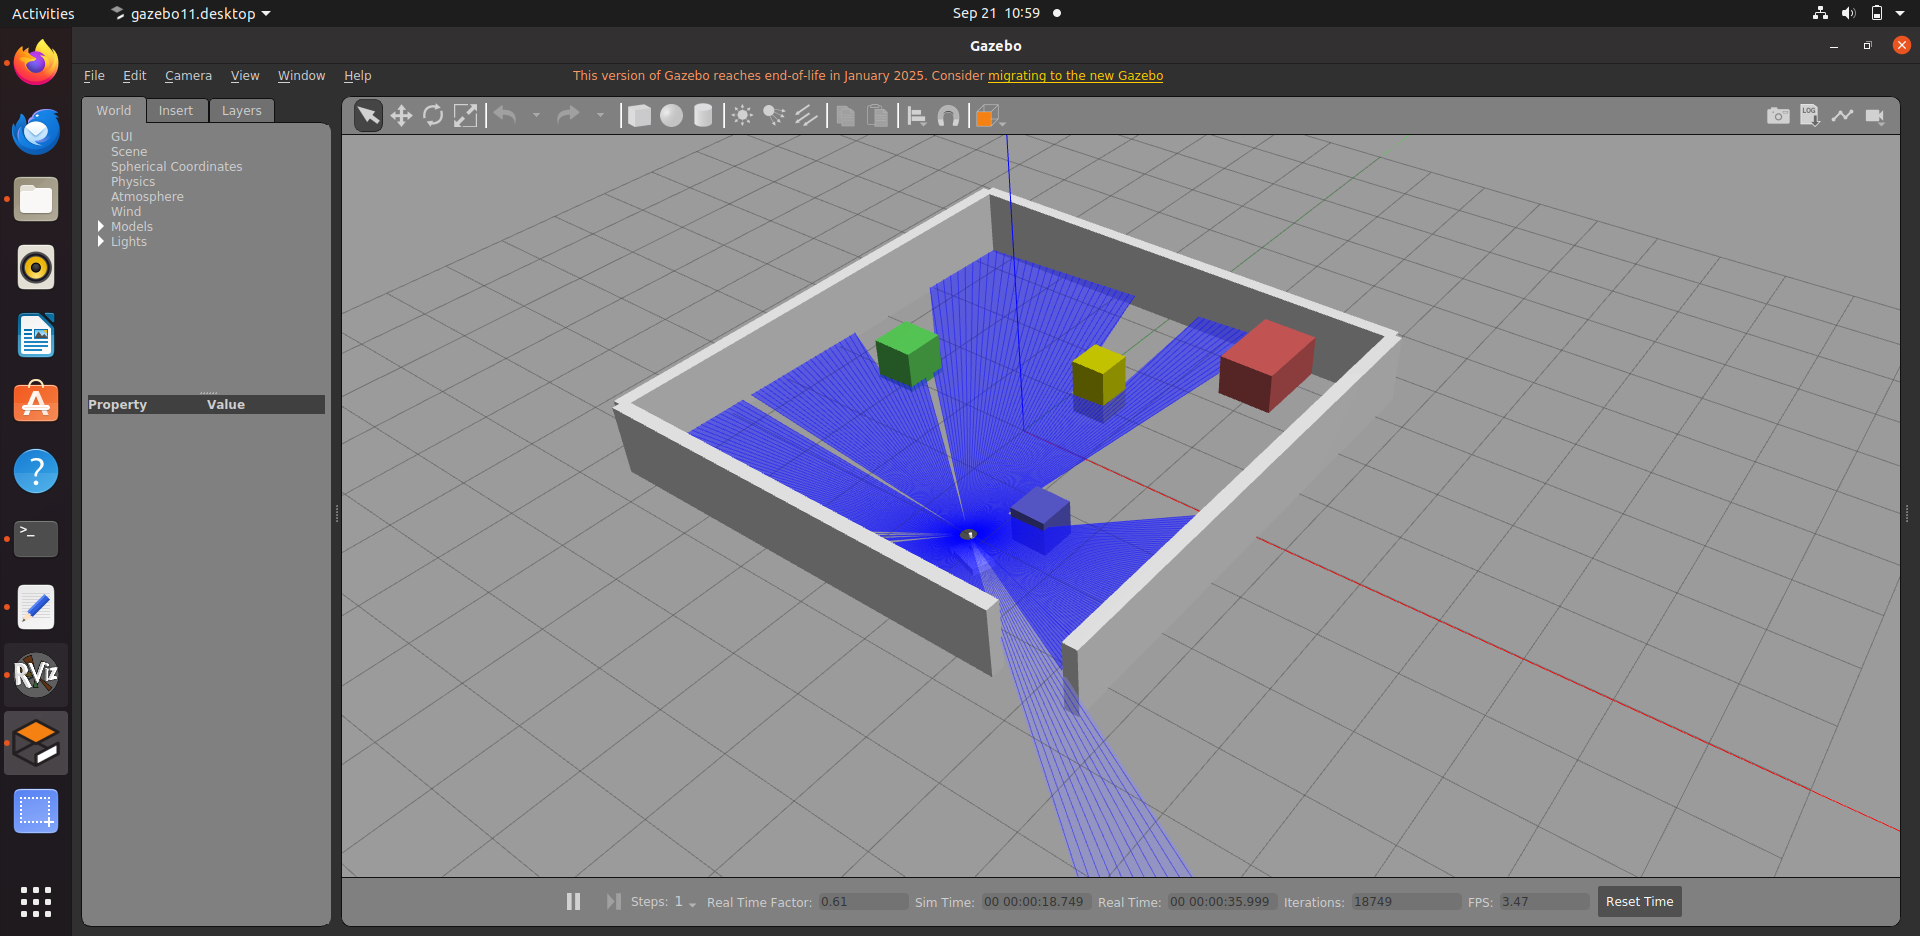 Activities gazebo11.desktop Sep 21 10:59
Gazebo
File Edit Camera View Window Help This version of Gazebo reaches end-of-life in January 2025. Consider migrating to the new Gazebo
World Insert Layers
LOG
GUI
Scene
Spherical Coordinates
Physics
Atmosphere
Wind
Models
Lights
Property Value
?
>_
RViz
Steps: 1 Real Time Factor: 0.61 Sim Time: 00 00:00:18.749 Real Time: 00 00:00:35.999 Iterations: 18749 FPS: 3.47 Reset Time